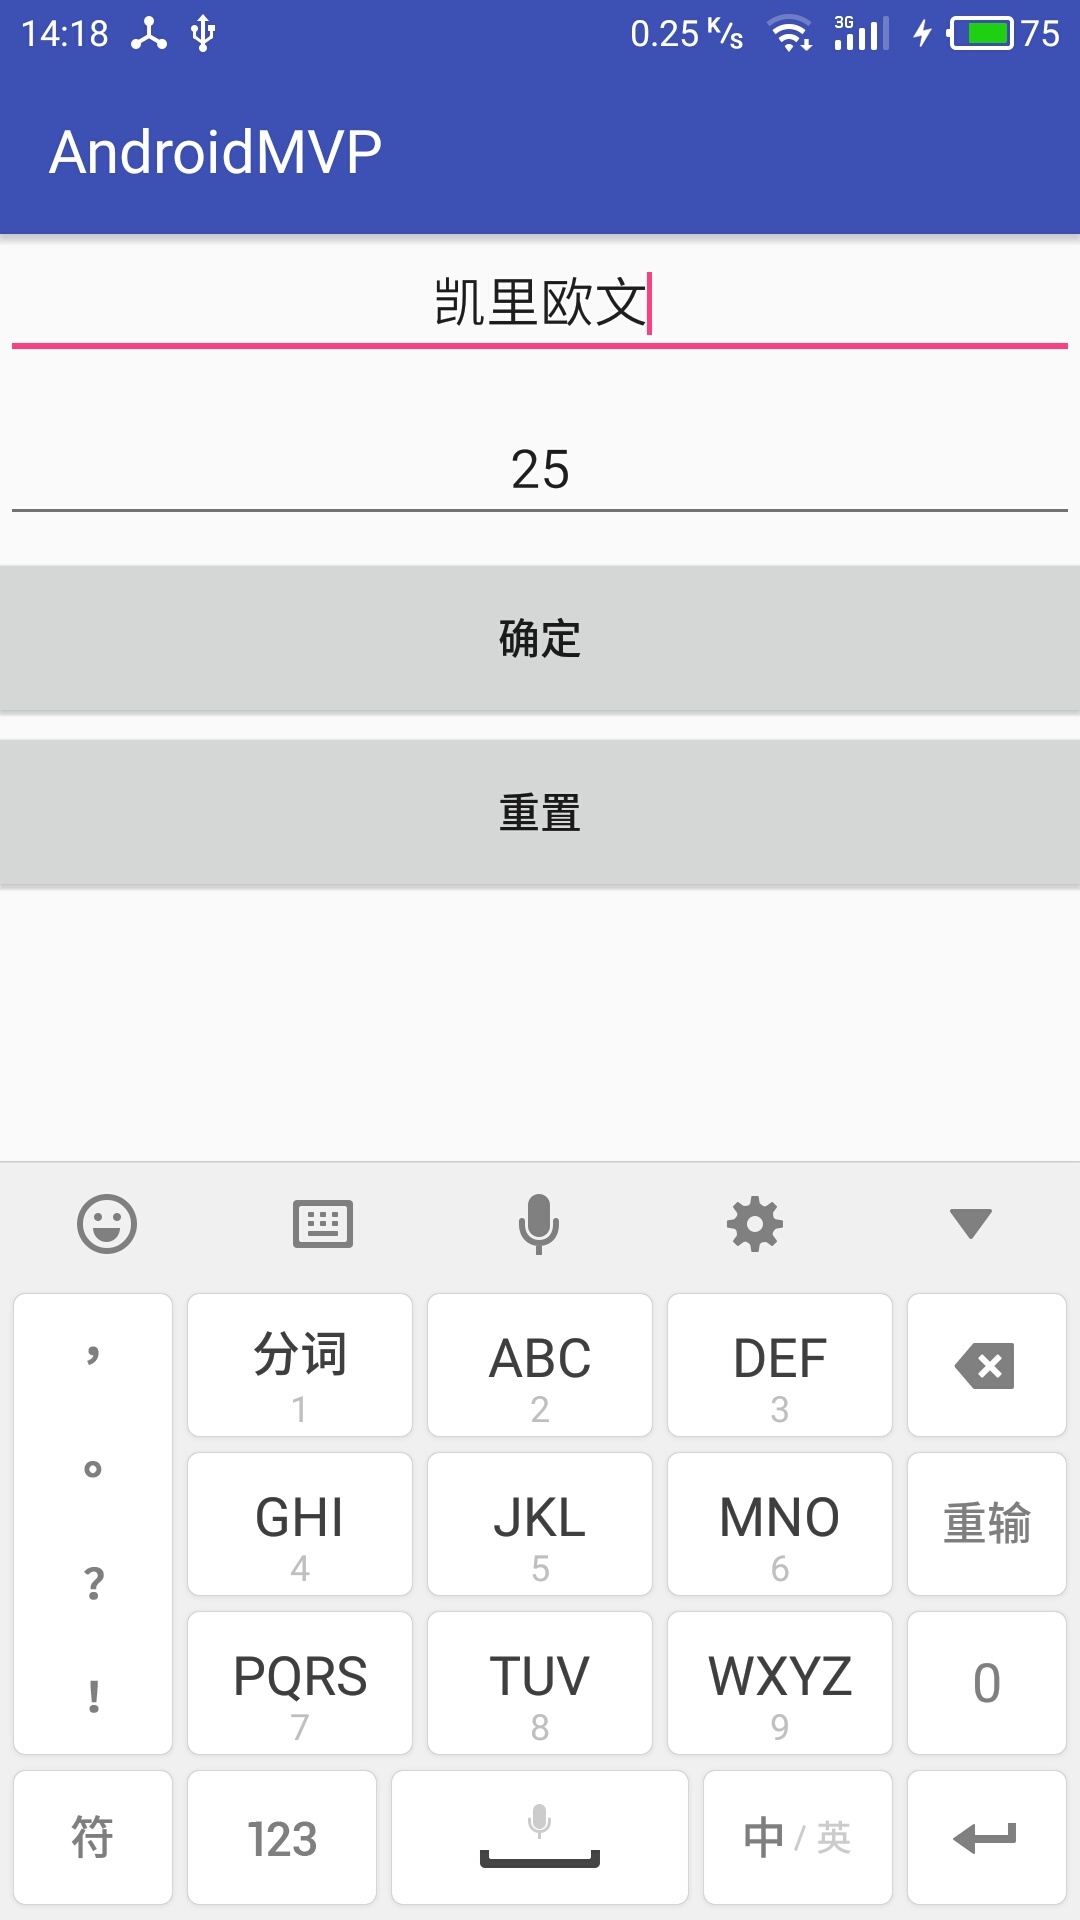 14:18 0.25 K/s 3G 75
AndroidMVP
凯里欧文
25
确定
重置
，
。
？
！
分词 ABC DEF
1 2 3
GHI JKL MNO 重输
4 5 6
PQRS TUV WXYZ 0
7 8 9
符 123 中/英